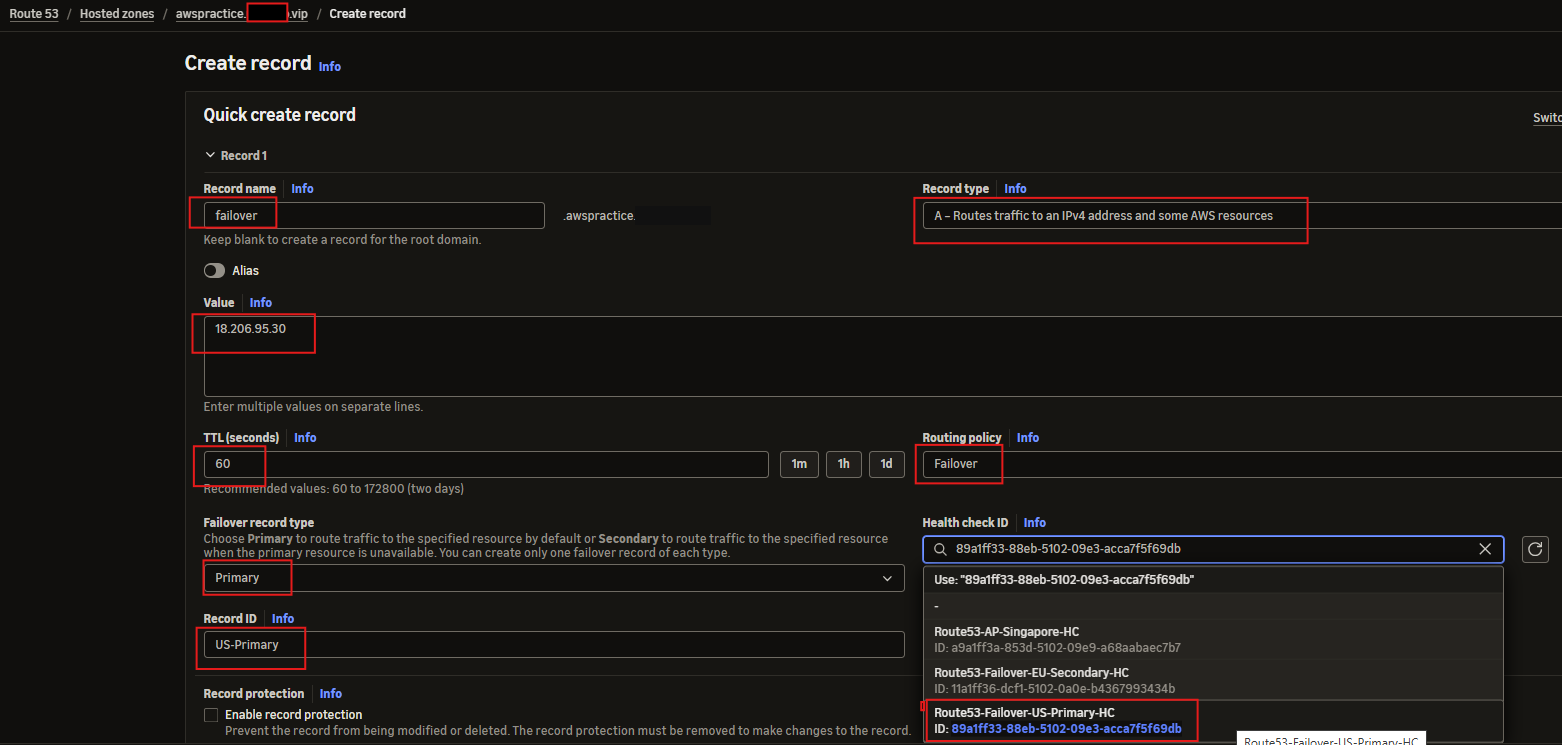 Route 53 / Hosted zones / awspractice. .vip / Create record
Create record Info
Quick create record
Record 1
Record name Info
Record type Info
failover .awspractice.
A – Routes traffic to an IPv4 address and some AWS resources
Keep blank to create a record for the root domain.
Alias
Value Info
18.206.95.30
Enter multiple values on separate lines.
TTL (seconds) Info
Routing policy Info
60 1m 1h 1d
Failover
Recommended values: 60 to 172800 (two days)
Failover record type
Choose Primary to route traffic to the specified resource by default or Secondary to route traffic to the specified resource
when the primary resource is unavailable. You can create only one failover record of each type.
Primary
Health check ID Info
89a1ff33-88eb-5102-09e3-acca7f5f69db
Use: "89a1ff33-88eb-5102-09e3-acca7f5f69db"
-
Route53-AP-Singapore-HC
ID: a9a1ff3a-853d-5102-09e9-a68aabaec7b7
Route53-Failover-EU-Secondary-HC
ID: 11a1ff36-dcf1-5102-0a0e-b4367993434b
Route53-Failover-US-Primary-HC
ID: 89a1ff33-88eb-5102-09e3-acca7f5f69db
Route53-Failover-US-Primary-HC
Record ID Info
US-Primary
Record protection Info
Enable record protection
Prevent the record from being modified or deleted. The record protection must be removed to make changes to the record.